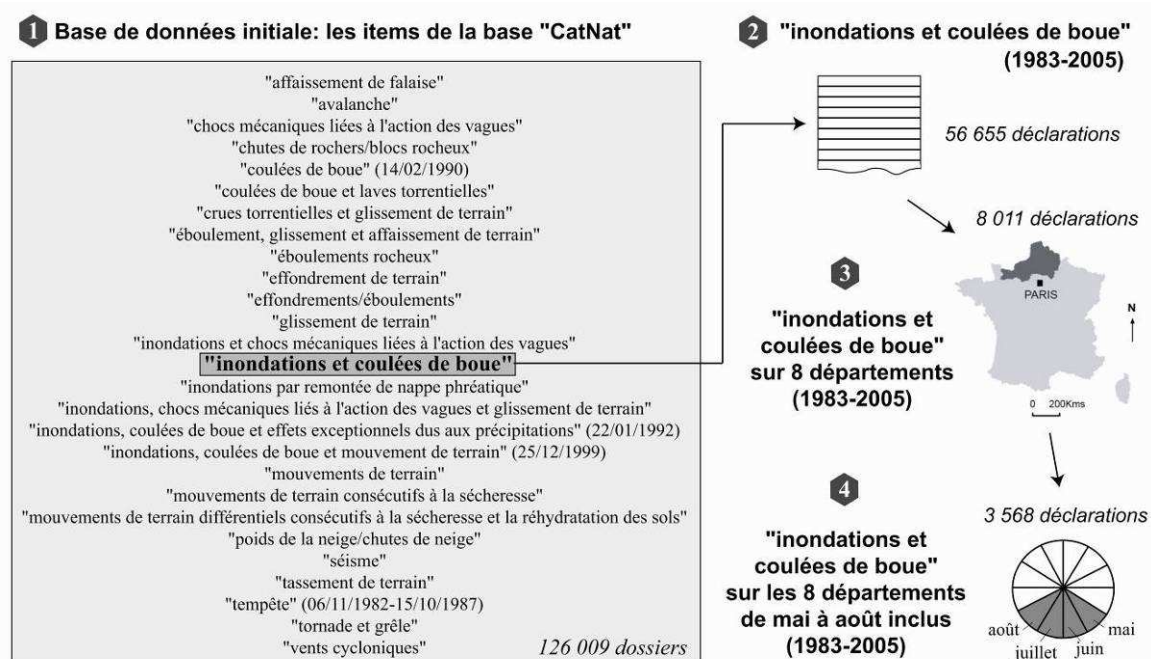 1 Base de données initiale: les items de la base "CatNat"
"affaissement de falaise"
"avalanche"
"chocs mécaniques liées à l'action des vagues"
"chutes de rochers/blocs rocheux"
"coulées de boue" (14/02/1990)
"coulées de boue et laves torrentielles"
"crues torrentielles et glissement de terrain"
"éboulement, glissement et affaissement de terrain"
"éboulements rocheux"
"effondrement de terrain"
"effondrements/éboulements"
"glissement de terrain"
"inondations et chocs mécaniques liées à l'action des vagues"
"inondations et coulées de boue"
"inondations par remontée de nappe phréatique"
"inondations, chocs mécaniques liés à l'action des vagues et glissement de terrain"
"inondations, coulées de boue et effets exceptionnels dus aux précipitations" (22/01/1992)
"inondations, coulées de boue et mouvement de terrain" (25/12/1999)
"mouvements de terrain"
"mouvements de terrain consécutifs à la sécheresse"
"mouvements de terrain différentiels consécutifs à la sécheresse et la réhydratation des sols"
"poids de la neige/chutes de neige"
"séisme"
"tassement de terrain"
"tempête" (06/11/1982-15/10/1987)
"tornade et grêle"
"vents cycloniques"
126 009 dossiers
2 "inondations et coulées de boue"
(1983-2005)
56 655 déclarations
8 011 déclarations
PARIS
N
0 200Kms
3
"inondations et
coulées de boue"
sur 8 départements
(1983-2005)
4
"inondations et
coulées de boue"
sur les 8 départements
de mai à août inclus
(1983-2005)
3 568 déclarations
août
juillet
juin
mai